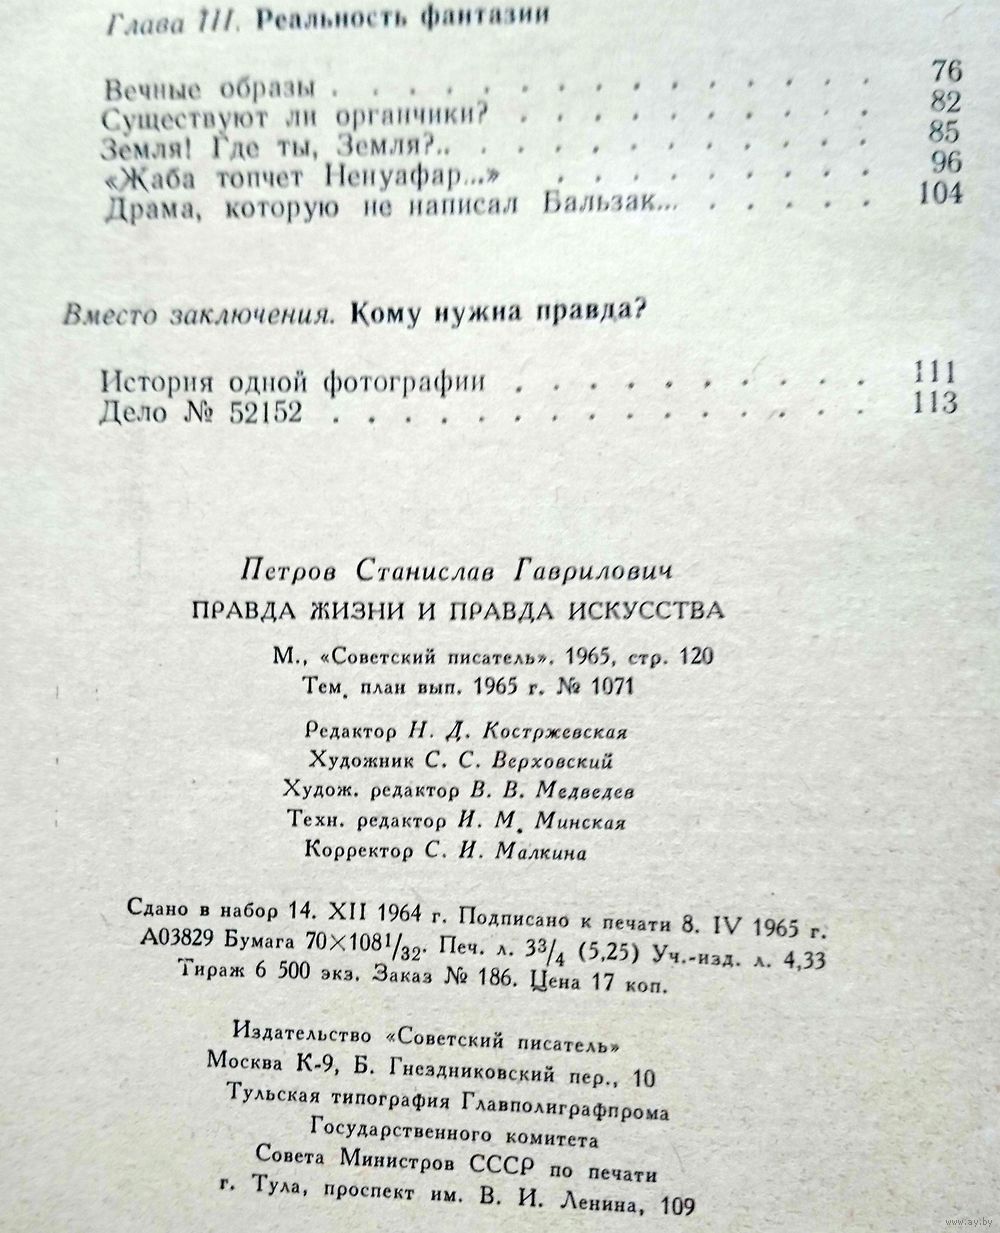 Глава III. Реальность фантазии
Вечные образы . . . . . . . . . . . . . . . 76
Существуют ли органчики? . . . . . . . . . . 82
Земля! Где ты, Земля?.. . . . . . . . . . . . 85
«Жаба топчет Ненуафар...» . . . . . . . . . 96
Драма, которую не написал Бальзак... . . . . . 104
Вместо заключения. Кому нужна правда?
История одной фотографии . . . . . . . . . . 111
Дело № 52152 . . . . . . . . . . . . . . . 113
Петров Станислав Гаврилович
ПРАВДА ЖИЗНИ И ПРАВДА ИСКУССТВА
М., «Советский писатель». 1965, стр. 120
Тем. план вып. 1965 г. № 1071
Редактор Н. Д. Костржевская
Художник С. С. Верховский
Худож. редактор В. В. Медведев
Техн. редактор И. М. Минская
Корректор С. И. Малкина
Сдано в набор 14. XII 1964 г. Подписано к печати 8. IV 1965 г.
А03829 Бумага 70×108 1/32. Печ. л. 3 3/4 (5,25) Уч.-изд. л. 4,33
Тираж 6 500 экз. Заказ № 186. Цена 17 коп.
Издательство «Советский писатель»
Москва К-9, Б. Гнездниковский пер., 10
Тульская типография Главполиграфпрома
Государственного комитета
Совета Министров СССР по печати
г. Тула, проспект им. В. И. Ленина, 109
www.ay.by